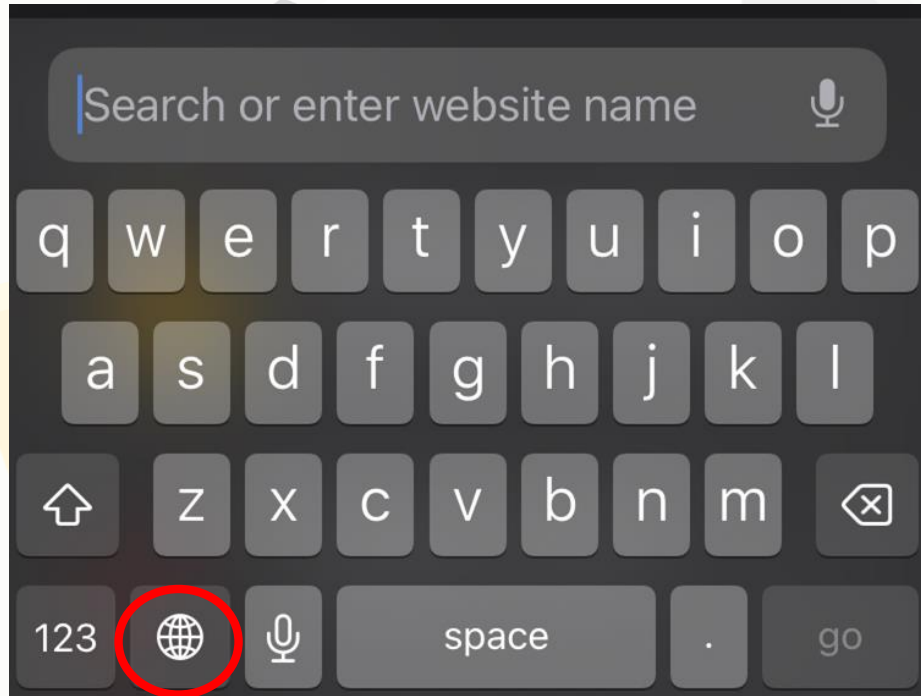 Search or enter website name
q w e r t y u i o p
a s d f g h j k l
z x c v b n m
123 space . go